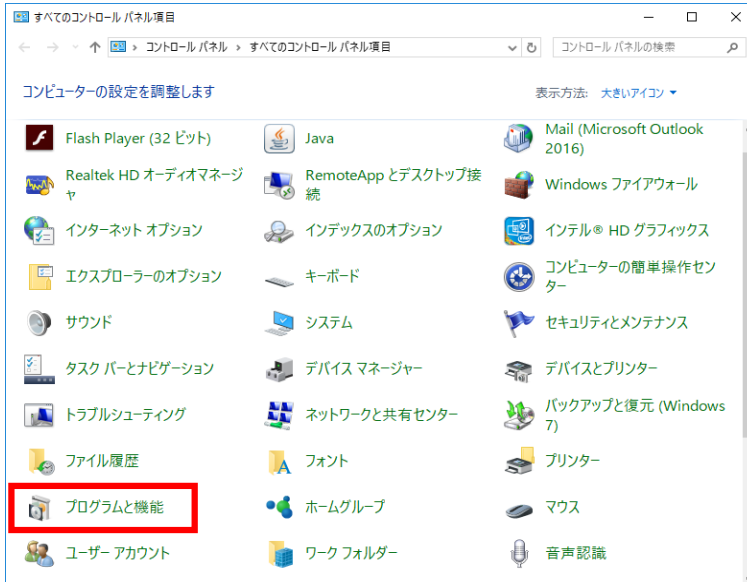 すべてのコントロール パネル項目
コントロール パネル › すべてのコントロール パネル項目
コントロール パネルの検索
コンピューターの設定を調整します
表示方法: 大きいアイコン
Flash Player (32 ビット)
Java
Mail (Microsoft Outlook
2016)
Realtek HD オーディオマネージ
ャ
RemoteApp とデスクトップ接
続
Windows ファイアウォール
インターネット オプション
インデックスのオプション
インテル® HD グラフィックス
エクスプローラーのオプション
キーボード
コンピューターの簡単操作セン
ター
サウンド
システム
セキュリティとメンテナンス
タスク バーとナビゲーション
デバイス マネージャー
デバイスとプリンター
トラブルシューティング
ネットワークと共有センター
バックアップと復元 (Windows
7)
ファイル履歴
フォント
プリンター
プログラムと機能
ホームグループ
マウス
ユーザー アカウント
ワーク フォルダー
音声認識